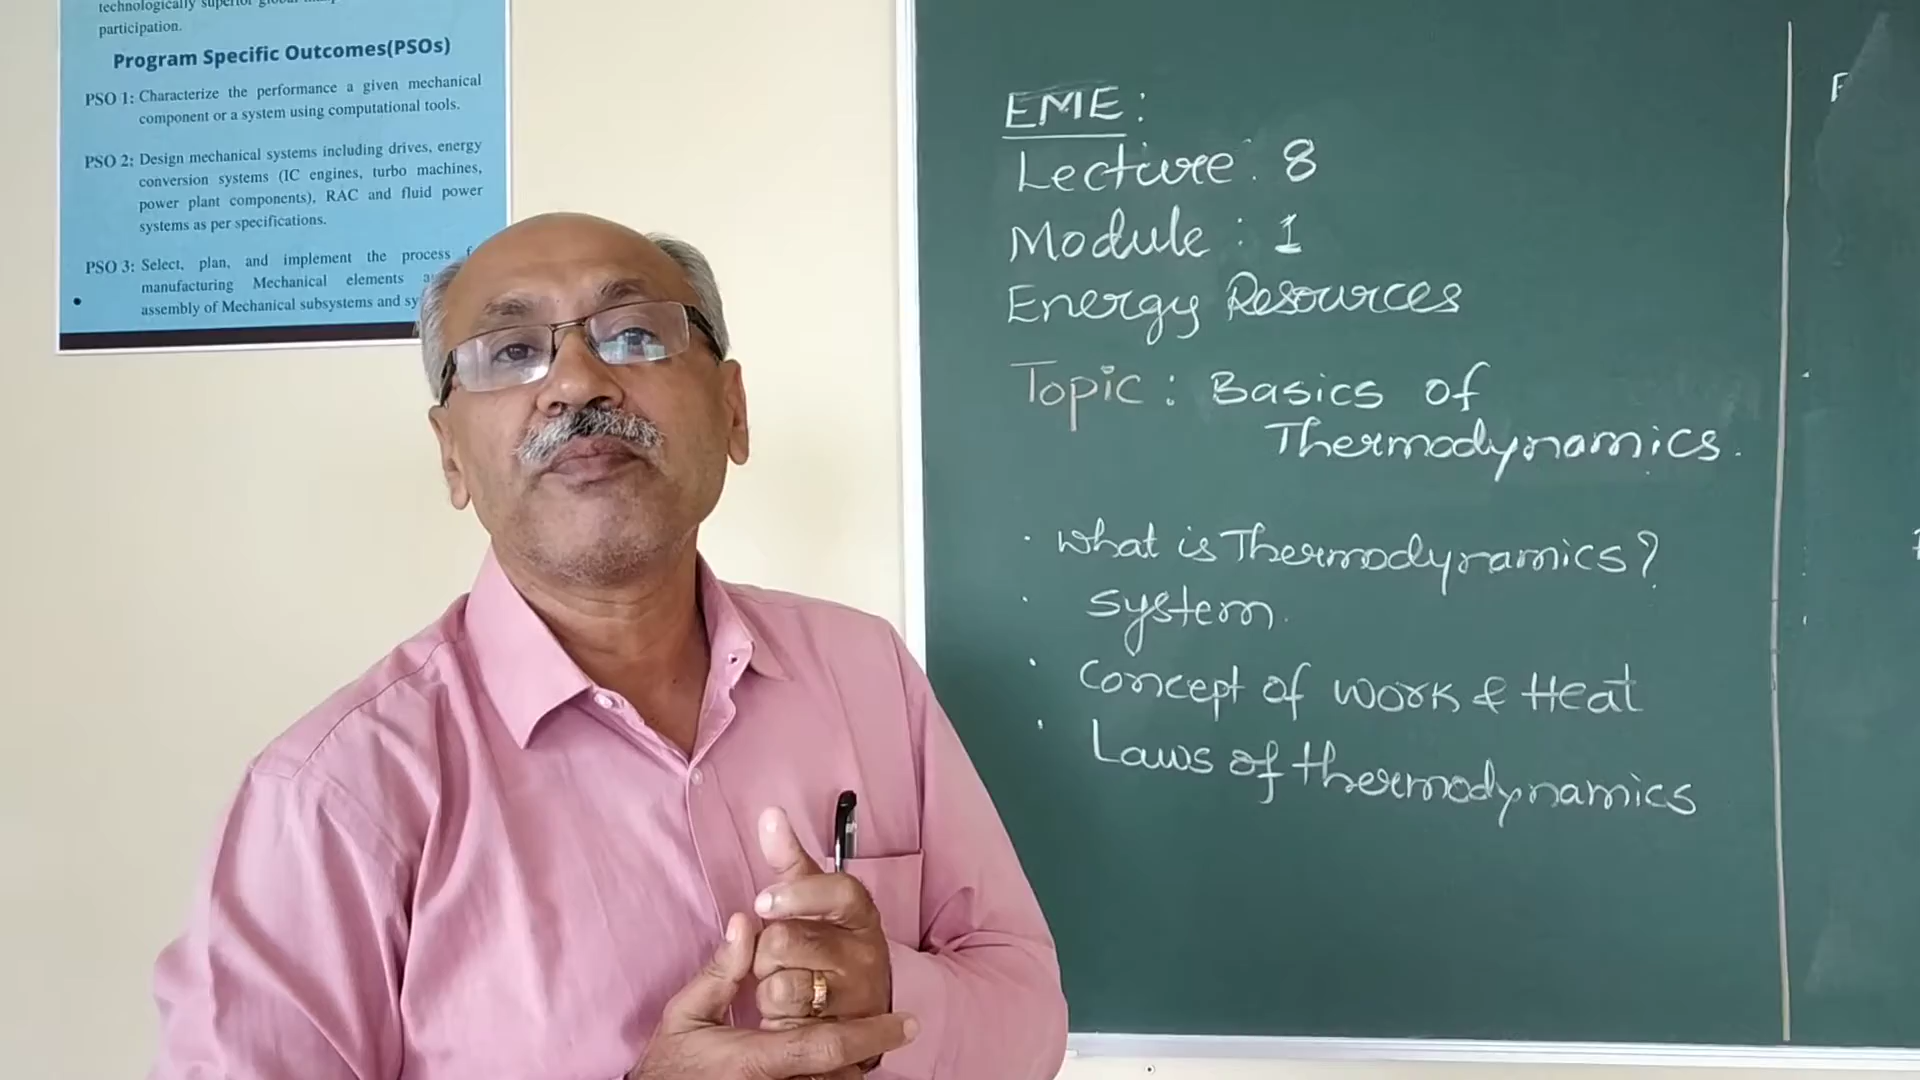 technologically superior global
participation.
Program Specific Outcomes(PSOs)
PSO 1: Characterize the performance a given mechanical
component or a system using computational tools.
PSO 2: Design mechanical systems including drives, energy
conversion systems (IC engines, turbo machines,
power plant components), RAC and fluid power
systems as per specifications.
PSO 3: Select, plan, and implement the process
manufacturing Mechanical elements
assembly of Mechanical subsystems and
EME:
Lecture: 8
Module: 1
Energy Resources
Topic: Basics of
Thermodynamics.
· What is Thermodynamics?
· System.
· Concept of Work & Heat
· Laws of thermodynamics